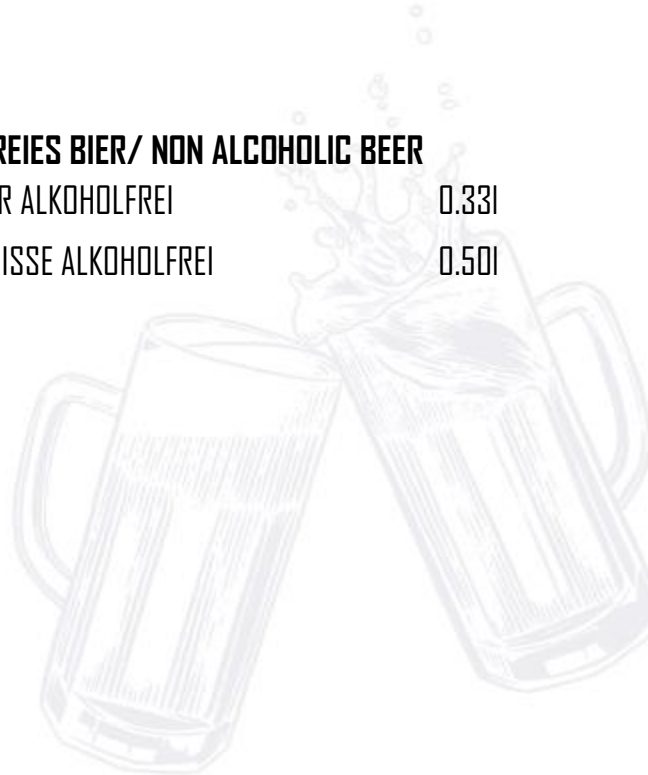 REIES BIER/ NON ALCOHOLIC BEER
R ALKOHOLFREI 0.33l
ISSE ALKOHOLFREI 0.50l